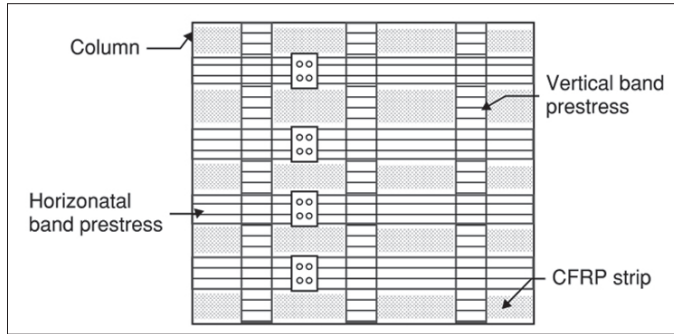 Column
Vertical band
prestress
Horizonatal
band prestress
CFRP strip